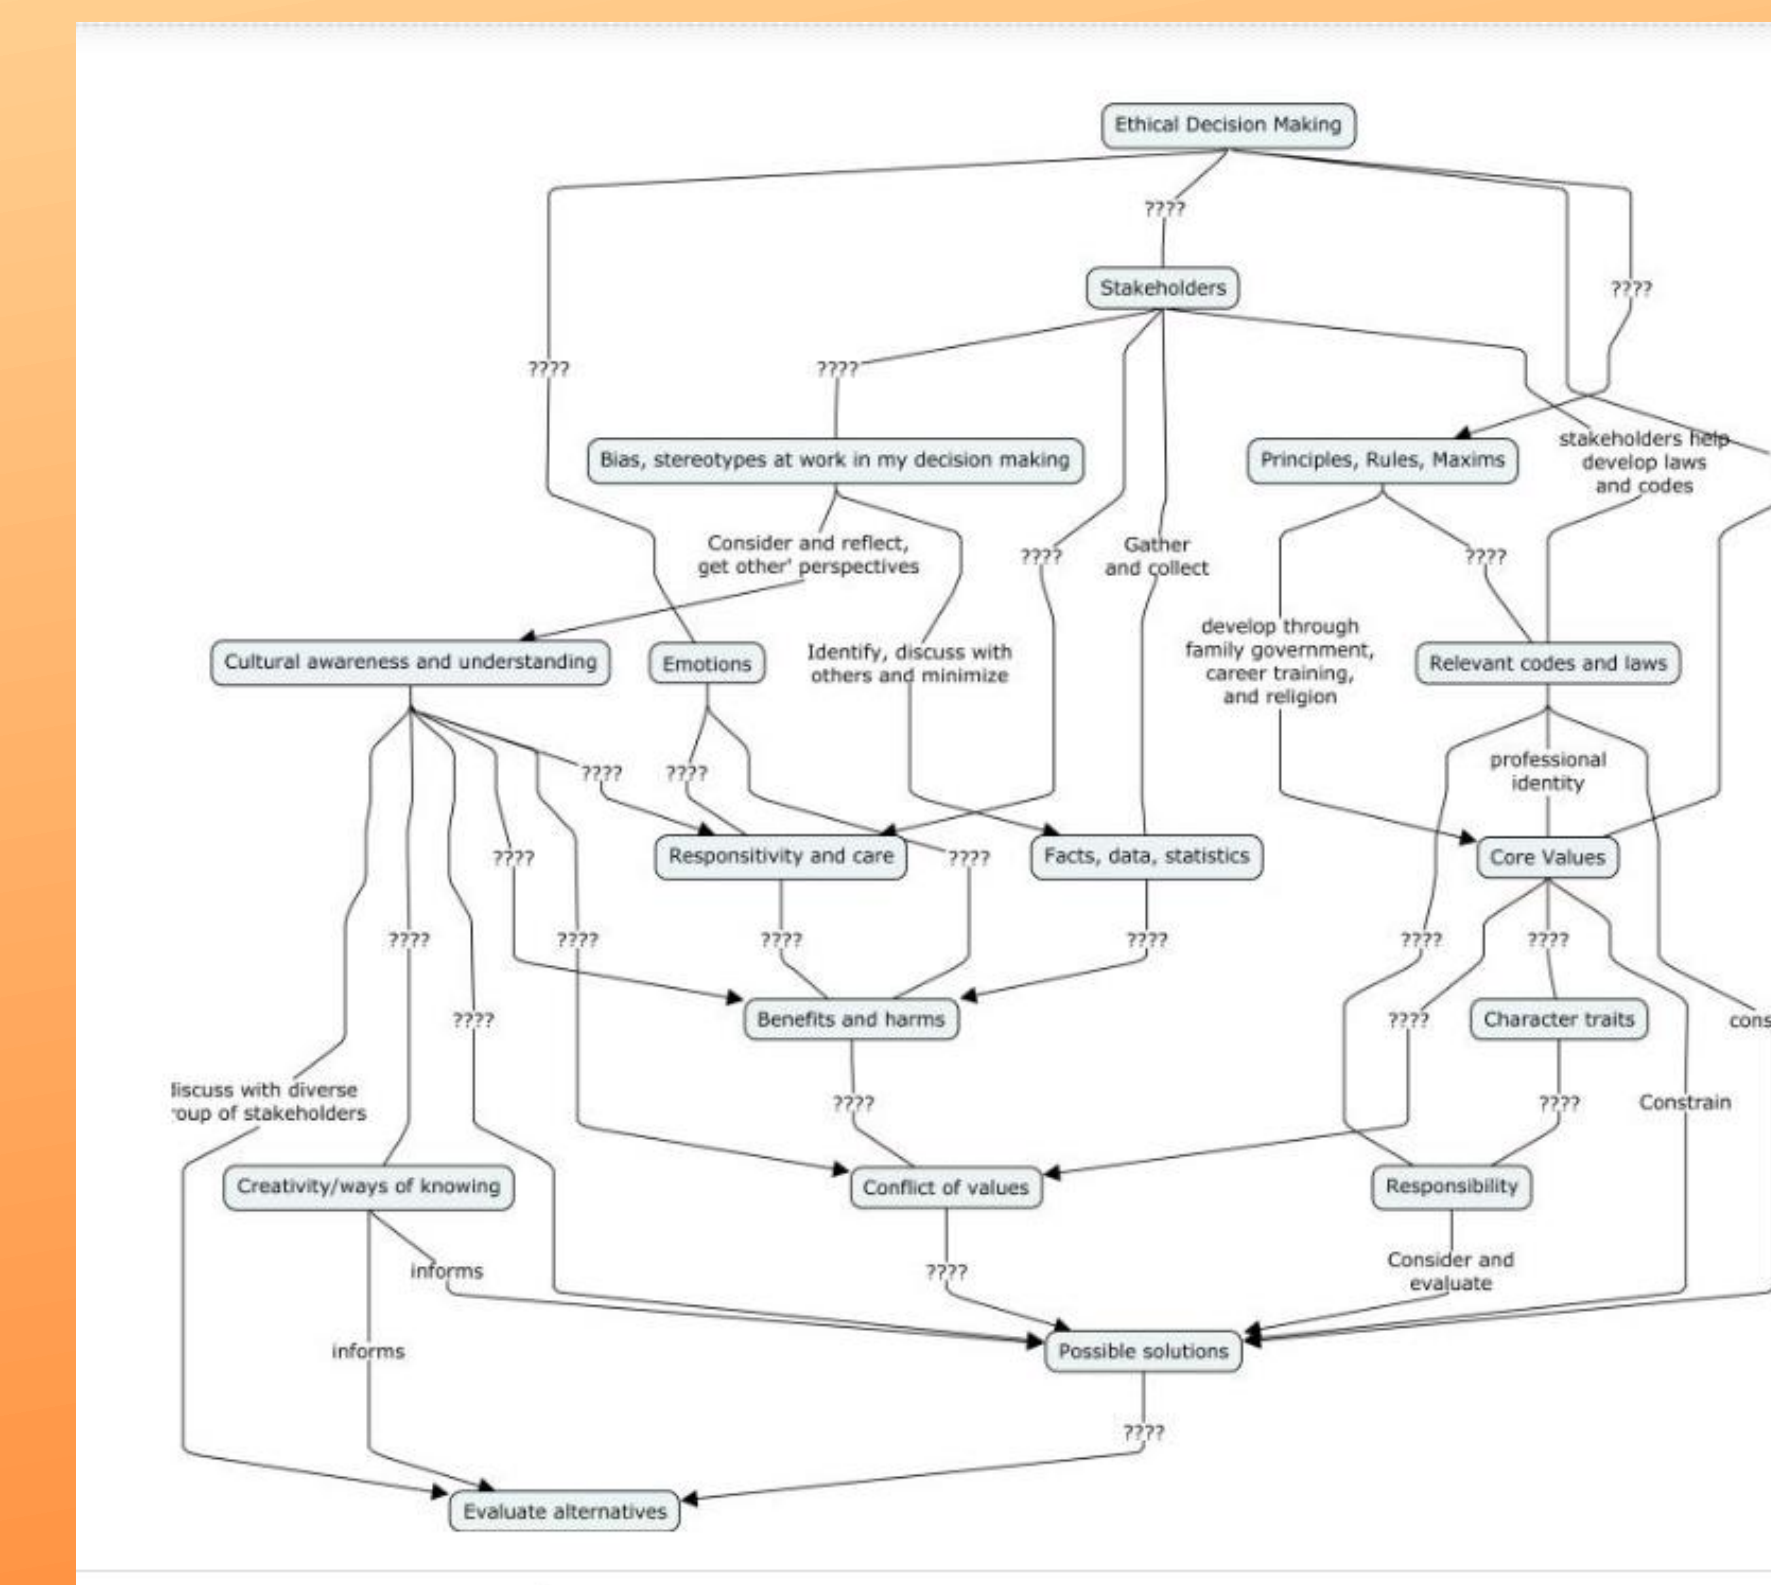 Ethical Decision Making
????
Stakeholders
????
????
????
stakeholders help
develop laws
and codes
Bias, stereotypes at work in my decision making
Principles, Rules, Maxims
Consider and reflect,
get other' perspectives
????
Gather
and collect
????
develop through
family government,
career training,
and religion
Cultural awareness and understanding
Emotions
Identify, discuss with
others and minimize
Relevant codes and laws
????
????
professional
identity
????
Responsitivity and care
????
Facts, data, statistics
Core Values
????
????
????
????
????
????
????
Benefits and harms
????
Character traits
cons
iscuss with diverse
roup of stakeholders
????
????
Constrain
Creativity/ways of knowing
Conflict of values
Responsibility
informs
????
Consider and
evaluate
informs
Possible solutions
????
Evaluate alternatives